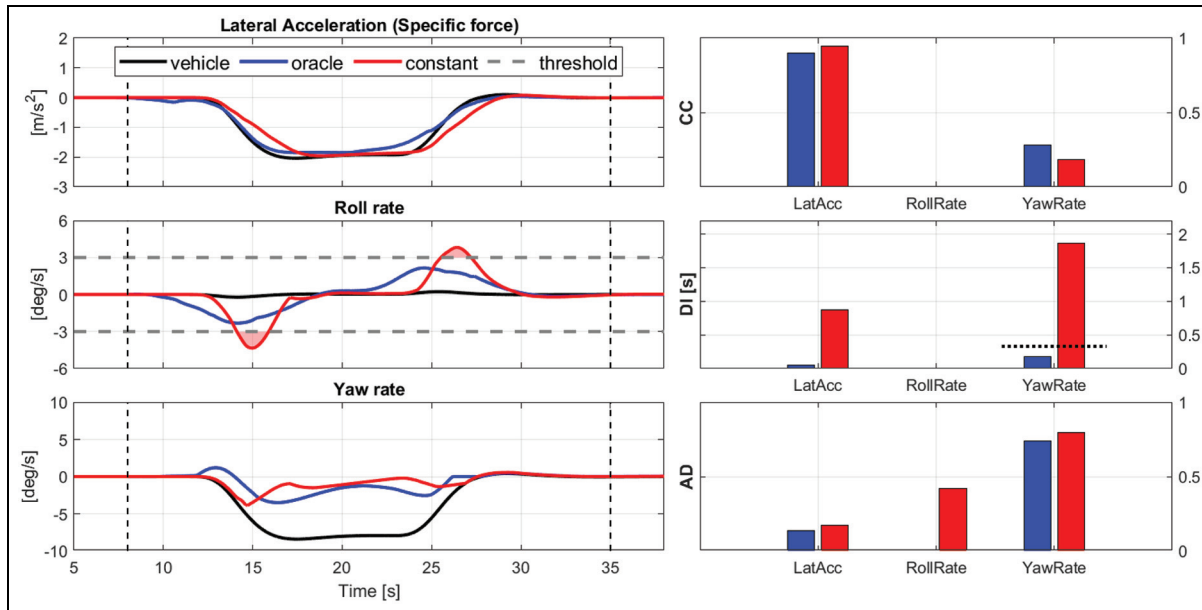 Lateral Acceleration (Specific force)
vehicle oracle constant threshold
2
1
0
-1
-2
-3
[m/s²]
Roll rate
6
3
0
-3
-6
[deg/s]
Yaw rate
10
5
0
-5
-10
[deg/s]
5 10 15 20 25 30 35
Time [s]
CC
1
0.5
0
LatAcc RollRate YawRate
DI [s]
2
1.5
1
0.5
0
LatAcc RollRate YawRate
AD
1
0.5
0
LatAcc RollRate YawRate